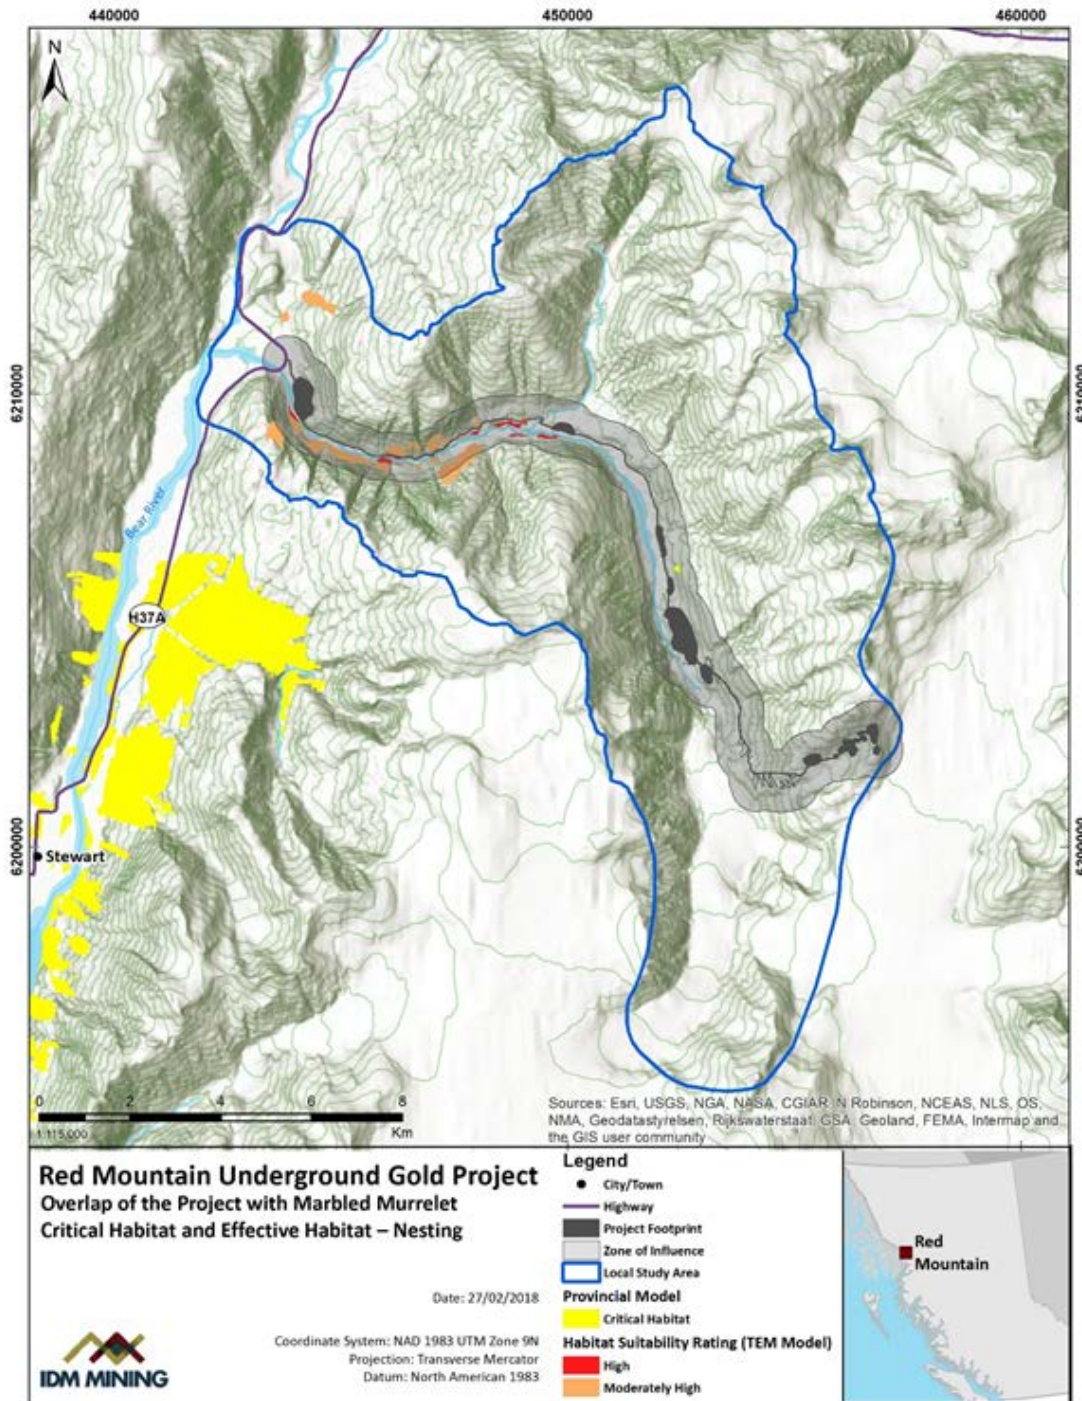 440000
450000
460000
N
6210000
6210000
Bear River
H37A
6200000
6200000
Stewart
0 2 4 6 8
1:115,000
Km
Sources: Esri, USGS, NGA, NASA, CGIAR, N Robinson, NCEAS, NLS, OS,
NMA, Geodatastyrelsen, Rijkswaterstaat, GSA, Geoland, FEMA, Intermap and
the GIS user community
Red Mountain Underground Gold Project
Overlap of the Project with Marbled Murrelet
Critical Habitat and Effective Habitat – Nesting
Date: 27/02/2018
Coordinate System: NAD 1983 UTM Zone 9N
Projection: Transverse Mercator
Datum: North American 1983
IDM MINING
Legend
City/Town
Highway
Project Footprint
Zone of Influence
Local Study Area
Provincial Model
Critical Habitat
Habitat Suitability Rating (TEM Model)
High
Moderately High
Red
Mountain